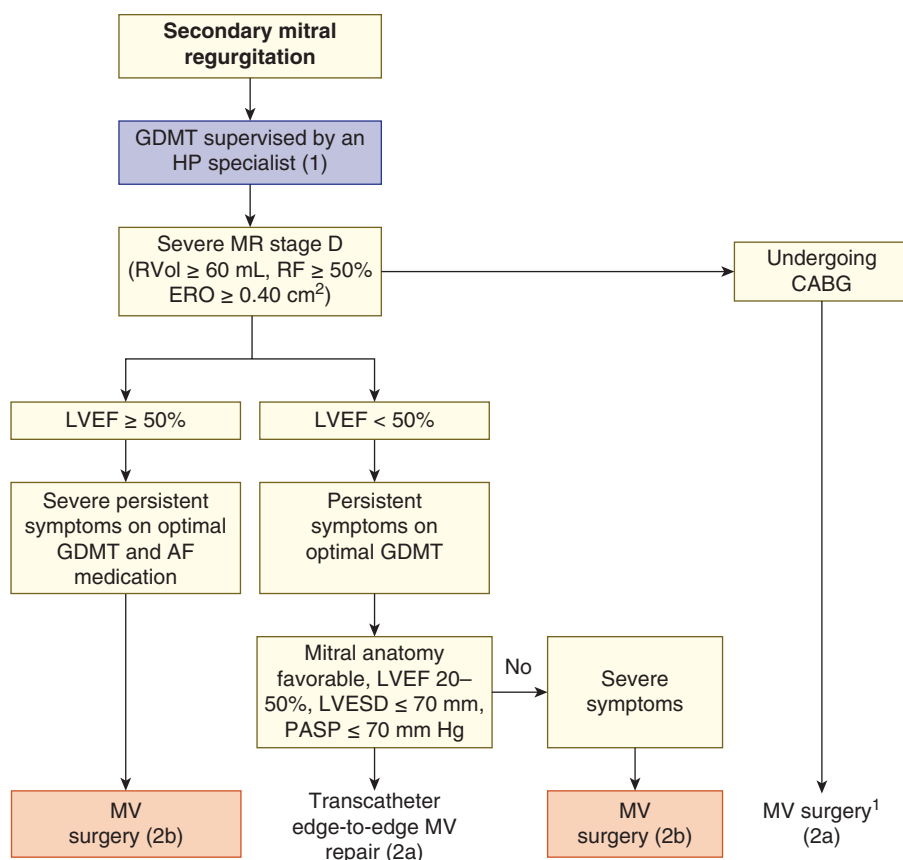 Secondary mitral
regurgitation
GDMT supervised by an
HP specialist (1)
Severe MR stage D
(RVol ≥ 60 mL, RF ≥ 50%
ERO ≥ 0.40 cm²)
Undergoing
CABG
LVEF ≥ 50%
LVEF < 50%
Severe persistent
symptoms on optimal
GDMT and AF
medication
Persistent
symptoms on
optimal GDMT
Mitral anatomy
favorable, LVEF 20–
50%, LVESD ≤ 70 mm,
PASP ≤ 70 mm Hg
No
Severe
symptoms
MV
surgery (2b)
Transcatheter
edge-to-edge MV
repair (2a)
MV
surgery (2b)
MV surgery¹
(2a)